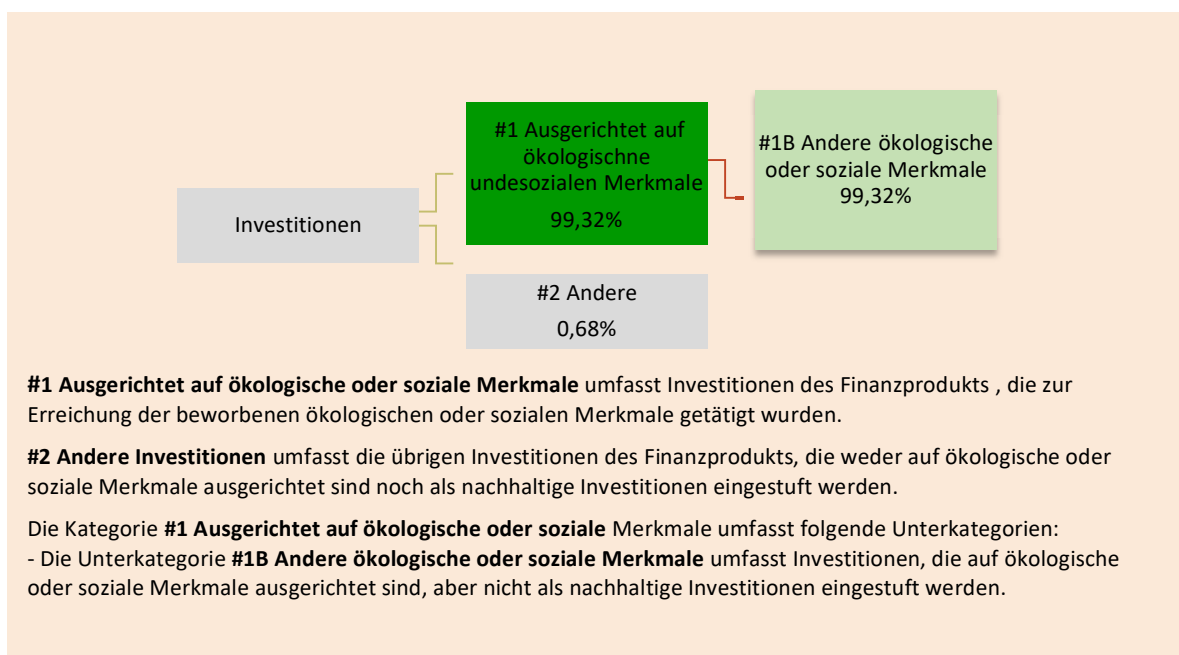 #1 Ausgerichtet auf
ökologischne
undesozialen Merkmale
99,32%
#1B Andere ökologische
oder soziale Merkmale
99,32%
Investitionen
#2 Andere
0,68%
#1 Ausgerichtet auf ökologische oder soziale Merkmale umfasst Investitionen des Finanzprodukts , die zur
Erreichung der beworbenen ökologischen oder sozialen Merkmale getätigt wurden.
#2 Andere Investitionen umfasst die übrigen Investitionen des Finanzprodukts, die weder auf ökologische oder
soziale Merkmale ausgerichtet sind noch als nachhaltige Investitionen eingestuft werden.
Die Kategorie #1 Ausgerichtet auf ökologische oder soziale Merkmale umfasst folgende Unterkategorien:
- Die Unterkategorie #1B Andere ökologische oder soziale Merkmale umfasst Investitionen, die auf ökologische
oder soziale Merkmale ausgerichtet sind, aber nicht als nachhaltige Investitionen eingestuft werden.